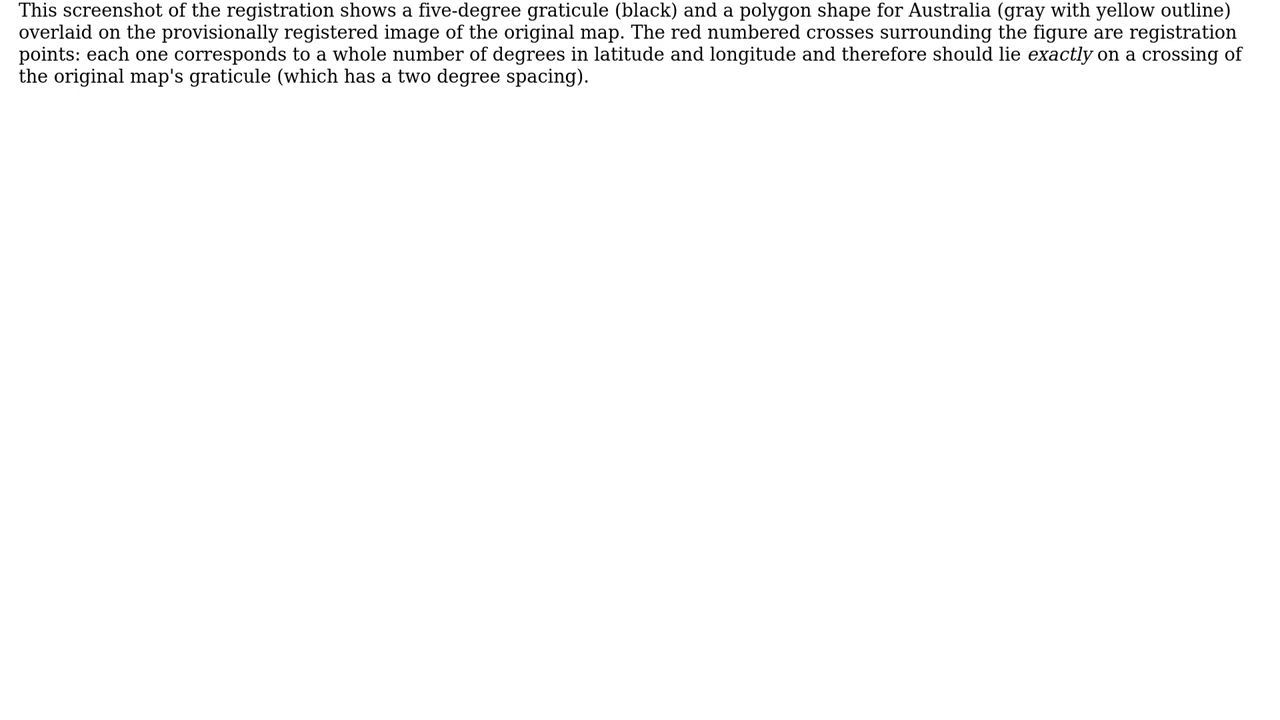 This screenshot of the registration shows a five-degree graticule (black) and a polygon shape for Australia (gray with yellow outline)
overlaid on the provisionally registered image of the original map. The red numbered crosses surrounding the figure are registration
points: each one corresponds to a whole number of degrees in latitude and longitude and therefore should lie exactly on a crossing of
the original map's graticule (which has a two degree spacing).